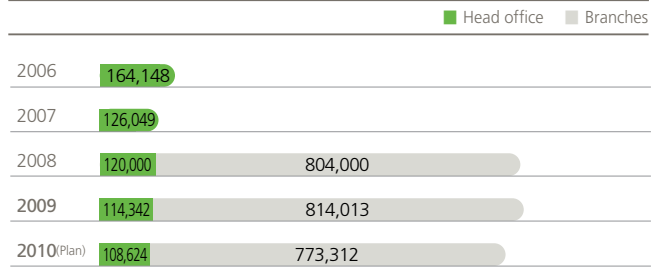 Head office Branches
2006 164,148
2007 126,049
2008 120,000 804,000
2009 114,342 814,013
2010(Plan) 108,624 773,312